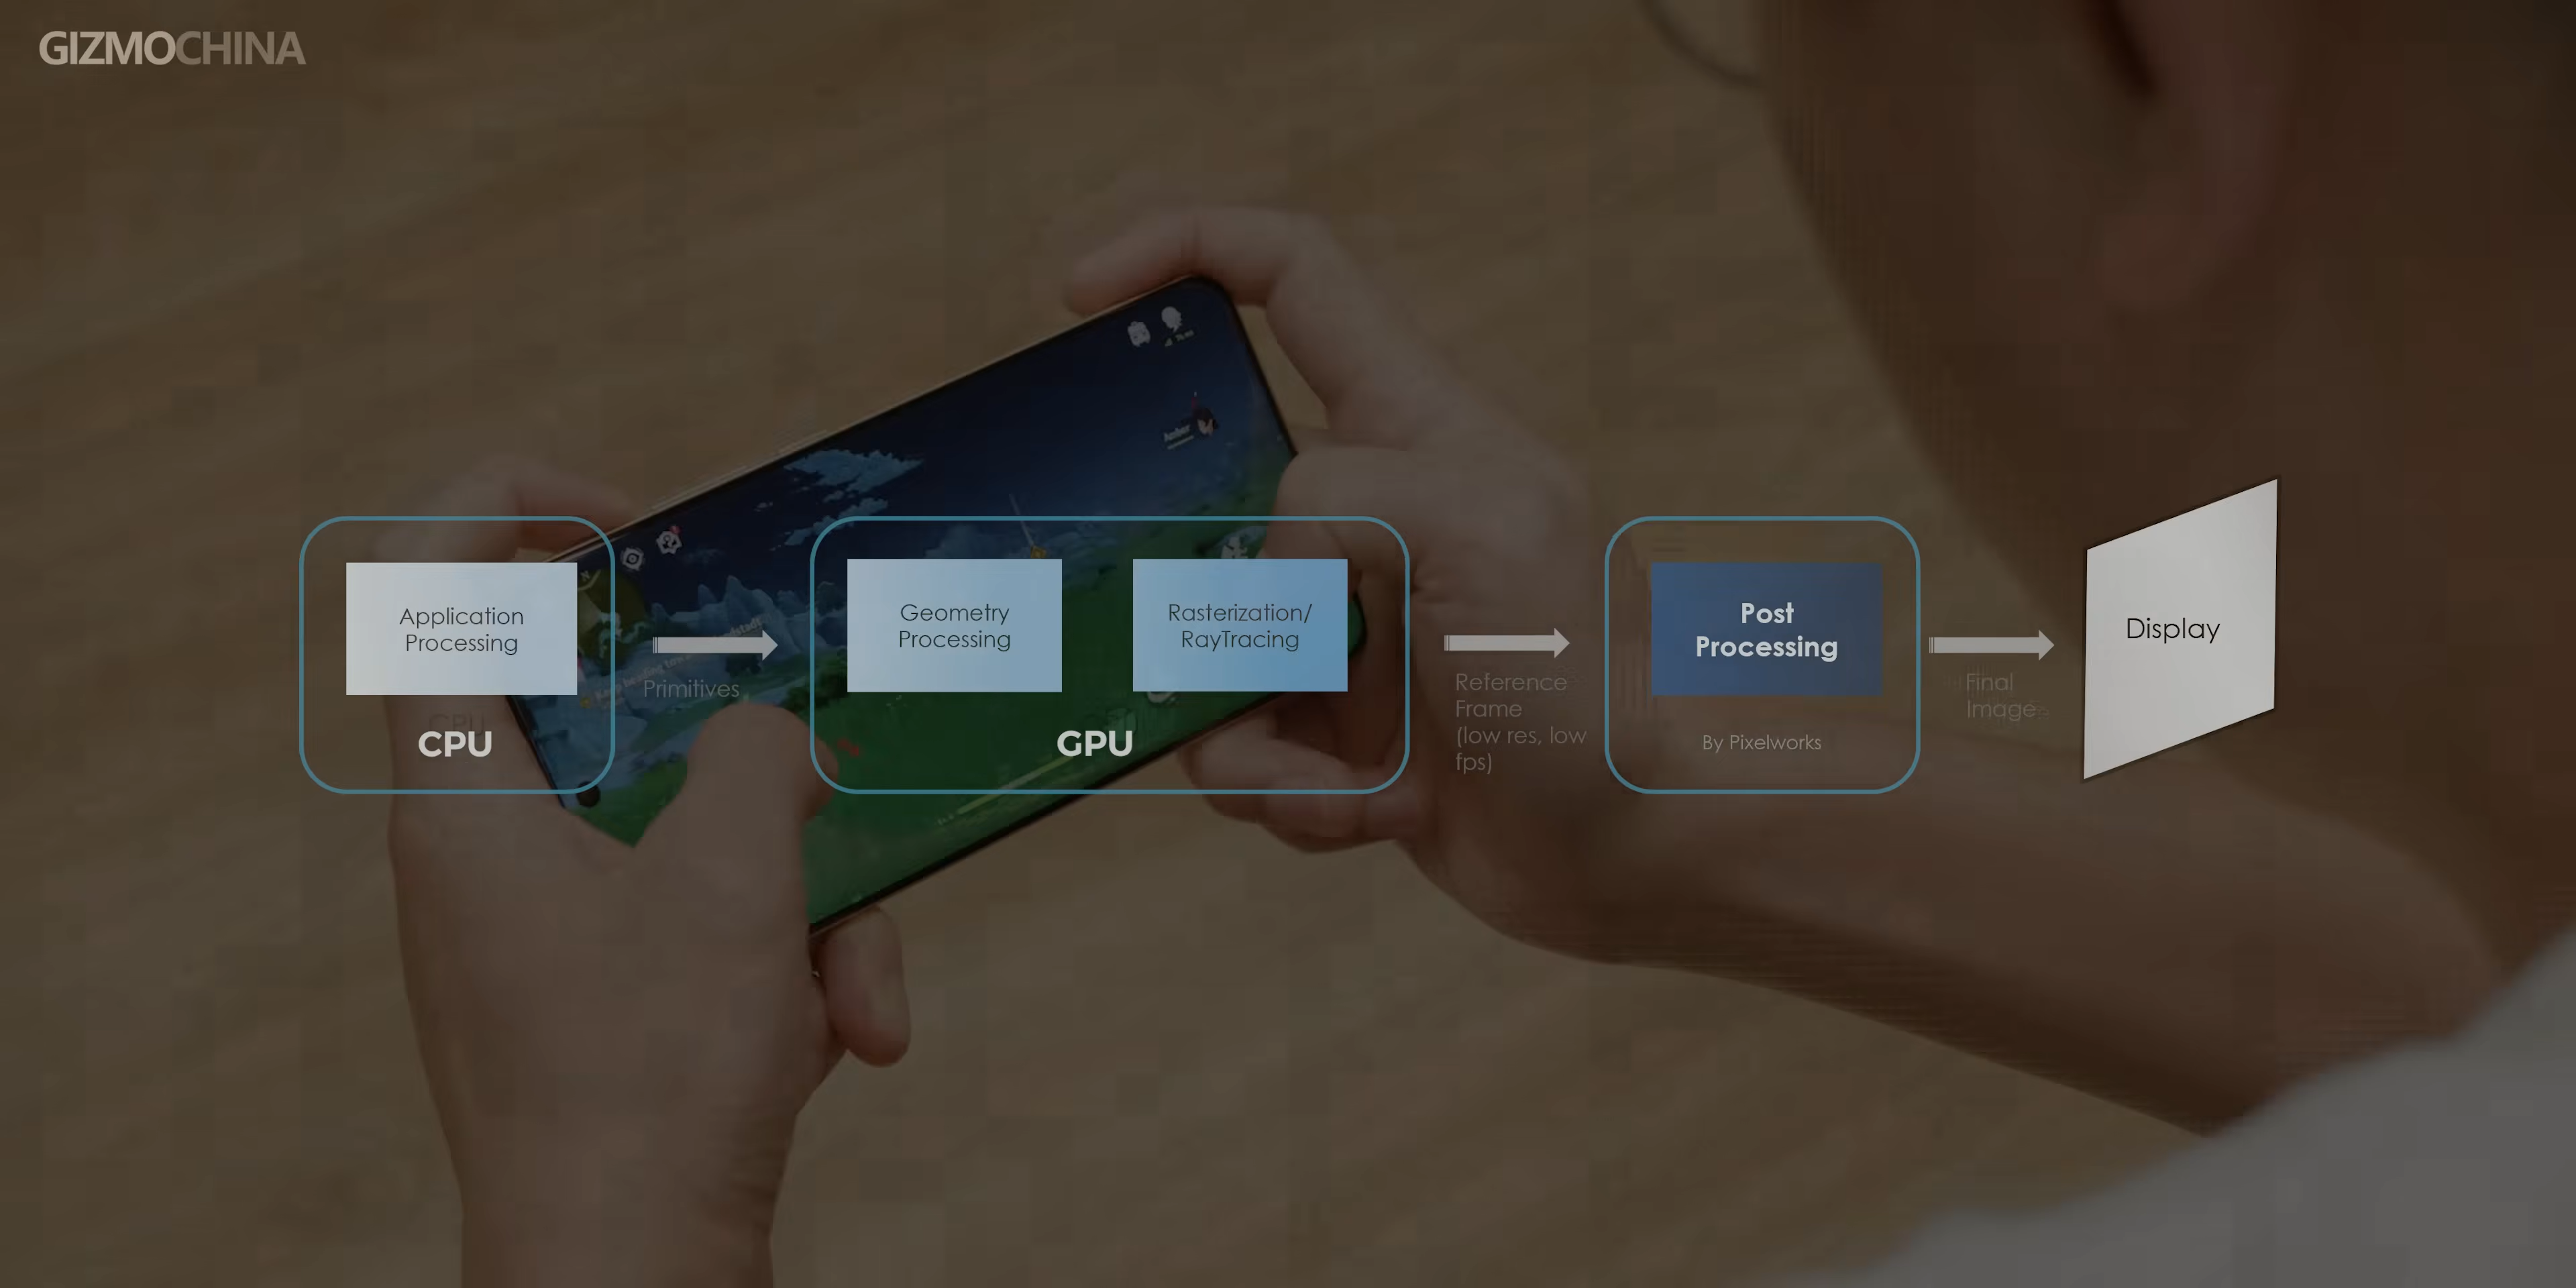 GIZMOCHINA
Application
Processing
CPU
Primitives
Geometry
Processing
Rasterization/
RayTracing
GPU
Reference
Frame
(low res, low
fps)
Post
Processing
By Pixelworks
Final
Image
Display